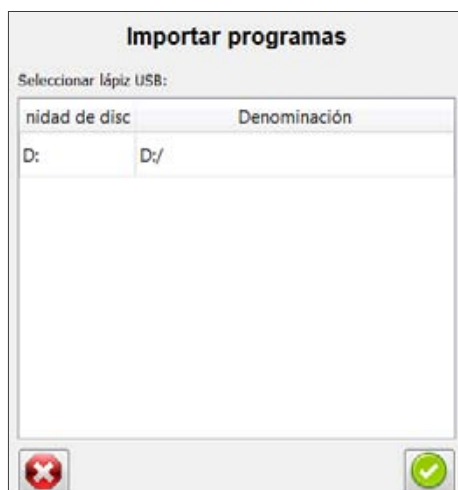 Importar programas
Seleccionar lápiz USB:
nidad de disc Denominación
D: D:/